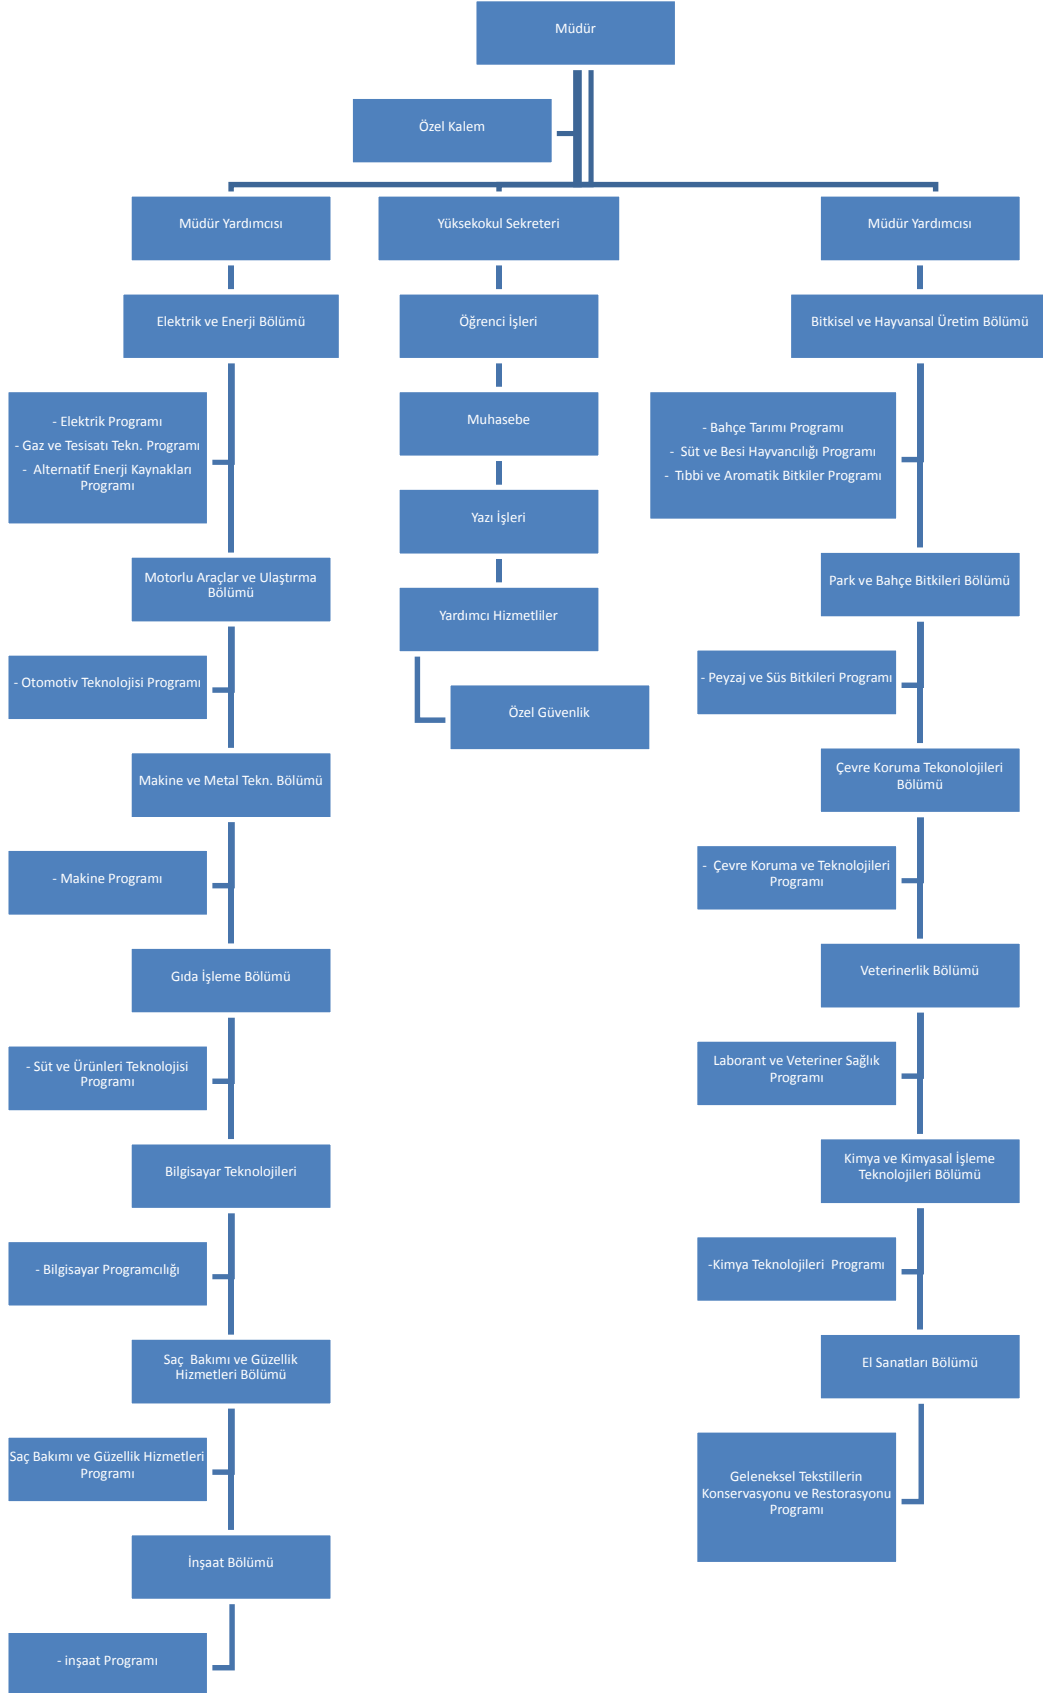 Müdür
Özel Kalem
Müdür Yardımcısı
Yüksekokul Sekreteri
Müdür Yardımcısı
Elektrik ve Enerji Bölümü
Öğrenci İşleri
Bitkisel ve Hayvansal Üretim Bölümü
- Elektrik Programı
- Gaz ve Tesisatı Tekn. Programı
- Alternatif Enerji Kaynakları
Programı
Muhasebe
- Bahçe Tarımı Programı
- Süt ve Besi Hayvancılığı Programı
- Tıbbi ve Aromatik Bitkiler Programı
Yazı İşleri
Motorlu Araçlar ve Ulaştırma
Bölümü
Yardımcı Hizmetliler
Park ve Bahçe Bitkileri Bölümü
- Otomotiv Teknolojisi Programı
Özel Güvenlik
- Peyzaj ve Süs Bitkileri Programı
Makine ve Metal Tekn. Bölümü
Çevre Koruma Tekonolojileri
Bölümü
- Makine Programı
- Çevre Koruma ve Teknolojileri
Programı
Gıda İşleme Bölümü
Veterinerlik Bölümü
- Süt ve Ürünleri Teknolojisi
Programı
Laborant ve Veteriner Sağlık
Programı
Bilgisayar Teknolojileri
Kimya ve Kimyasal İşleme
Teknolojileri Bölümü
- Bilgisayar Programcılığı
-Kimya Teknolojileri Programı
Saç Bakımı ve Güzellik
Hizmetleri Bölümü
El Sanatları Bölümü
Saç Bakımı ve Güzellik Hizmetleri
Programı
Geleneksel Tekstillerin
Konservasyonu ve Restorasyonu
Programı
İnşaat Bölümü
- inşaat Programı